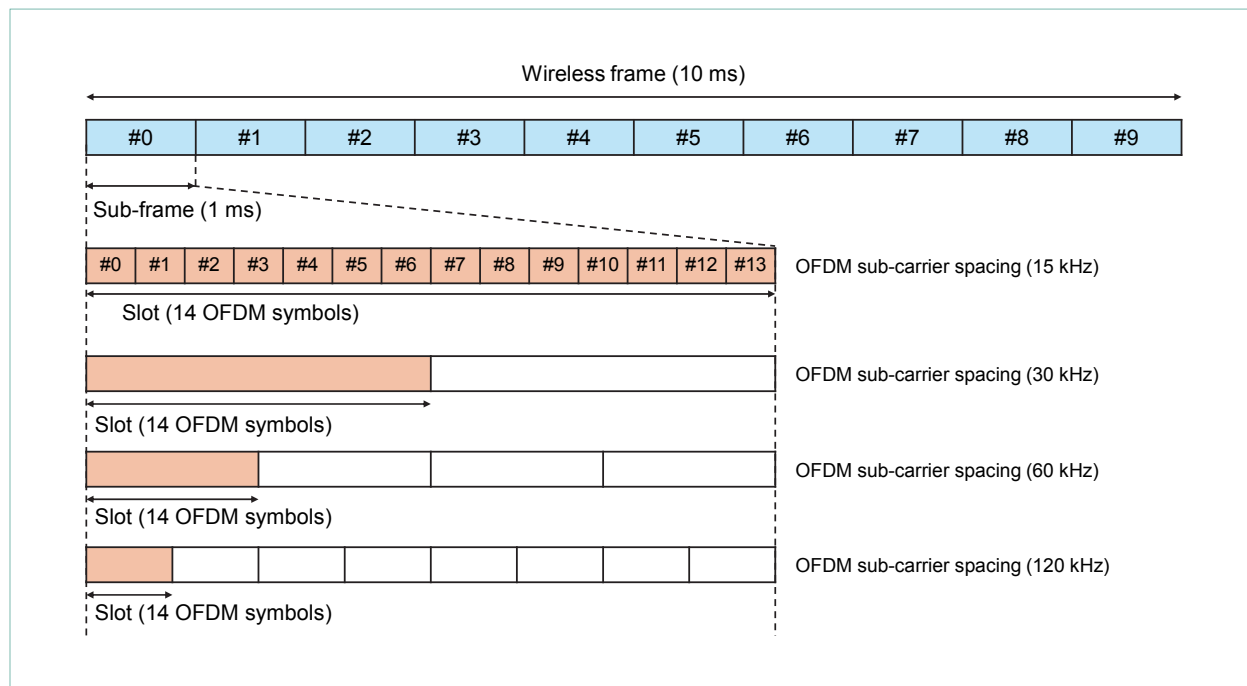 Wireless frame (10 ms)
#0 #1 #2 #3 #4 #5 #6 #7 #8 #9
Sub-frame (1 ms)
#0 #1 #2 #3 #4 #5 #6 #7 #8 #9 #10 #11 #12 #13 OFDM sub-carrier spacing (15 kHz)
Slot (14 OFDM symbols)
OFDM sub-carrier spacing (30 kHz)
Slot (14 OFDM symbols)
OFDM sub-carrier spacing (60 kHz)
Slot (14 OFDM symbols)
OFDM sub-carrier spacing (120 kHz)
Slot (14 OFDM symbols)